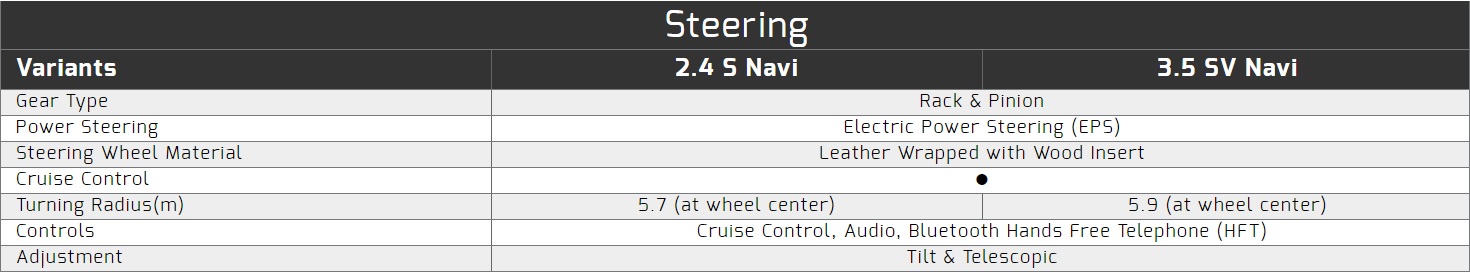 Steering
Variants 2.4 S Navi 3.5 SV Navi
Gear Type Rack & Pinion
Power Steering Electric Power Steering (EPS)
Steering Wheel Material Leather Wrapped with Wood Insert
Cruise Control ●
Turning Radius(m) 5.7 (at wheel center) 5.9 (at wheel center)
Controls Cruise Control, Audio, Bluetooth Hands Free Telephone (HFT)
Adjustment Tilt & Telescopic